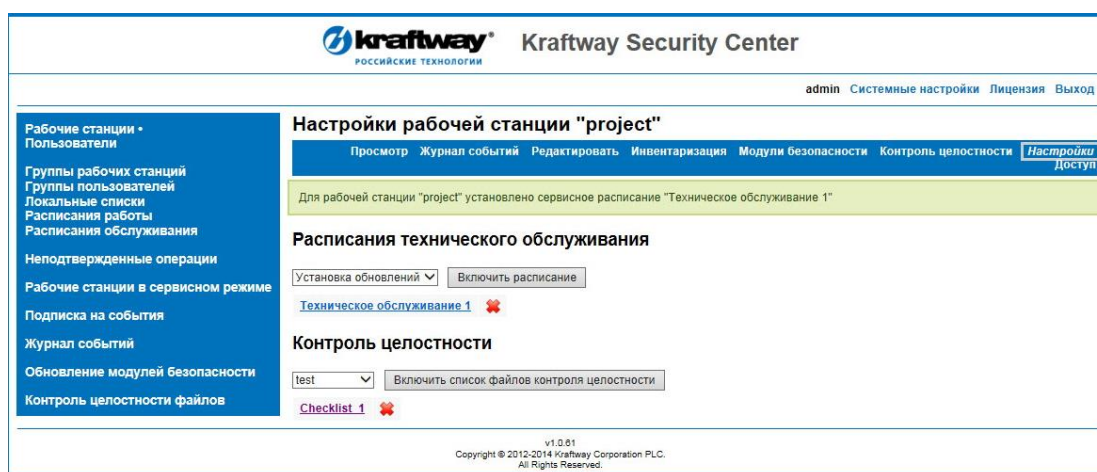 kraftway®
РОССИЙСКИЕ ТЕХНОЛОГИИ
Kraftway Security Center
admin Системные настройки Лицензия Выход
Рабочие станции •
Пользователи
Группы рабочих станций
Группы пользователей
Локальные списки
Расписания работы
Расписания обслуживания
Неподтвержденные операции
Рабочие станции в сервисном режиме
Подписка на события
Журнал событий
Обновление модулей безопасности
Контроль целостности файлов
Настройки рабочей станции "project"
Просмотр Журнал событий Редактировать Инвентаризация Модули безопасности Контроль целостности Настройки
Доступ
Для рабочей станции "project" установлено сервисное расписание "Техническое обслуживание 1"
Расписания технического обслуживания
Установка обновлений Включить расписание
Техническое обслуживание 1
Контроль целостности
test Включить список файлов контроля целостности
Checklist_1
v1.0.61
Copyright © 2012-2014 Kraftway Corporation PLC.
All Rights Reserved.